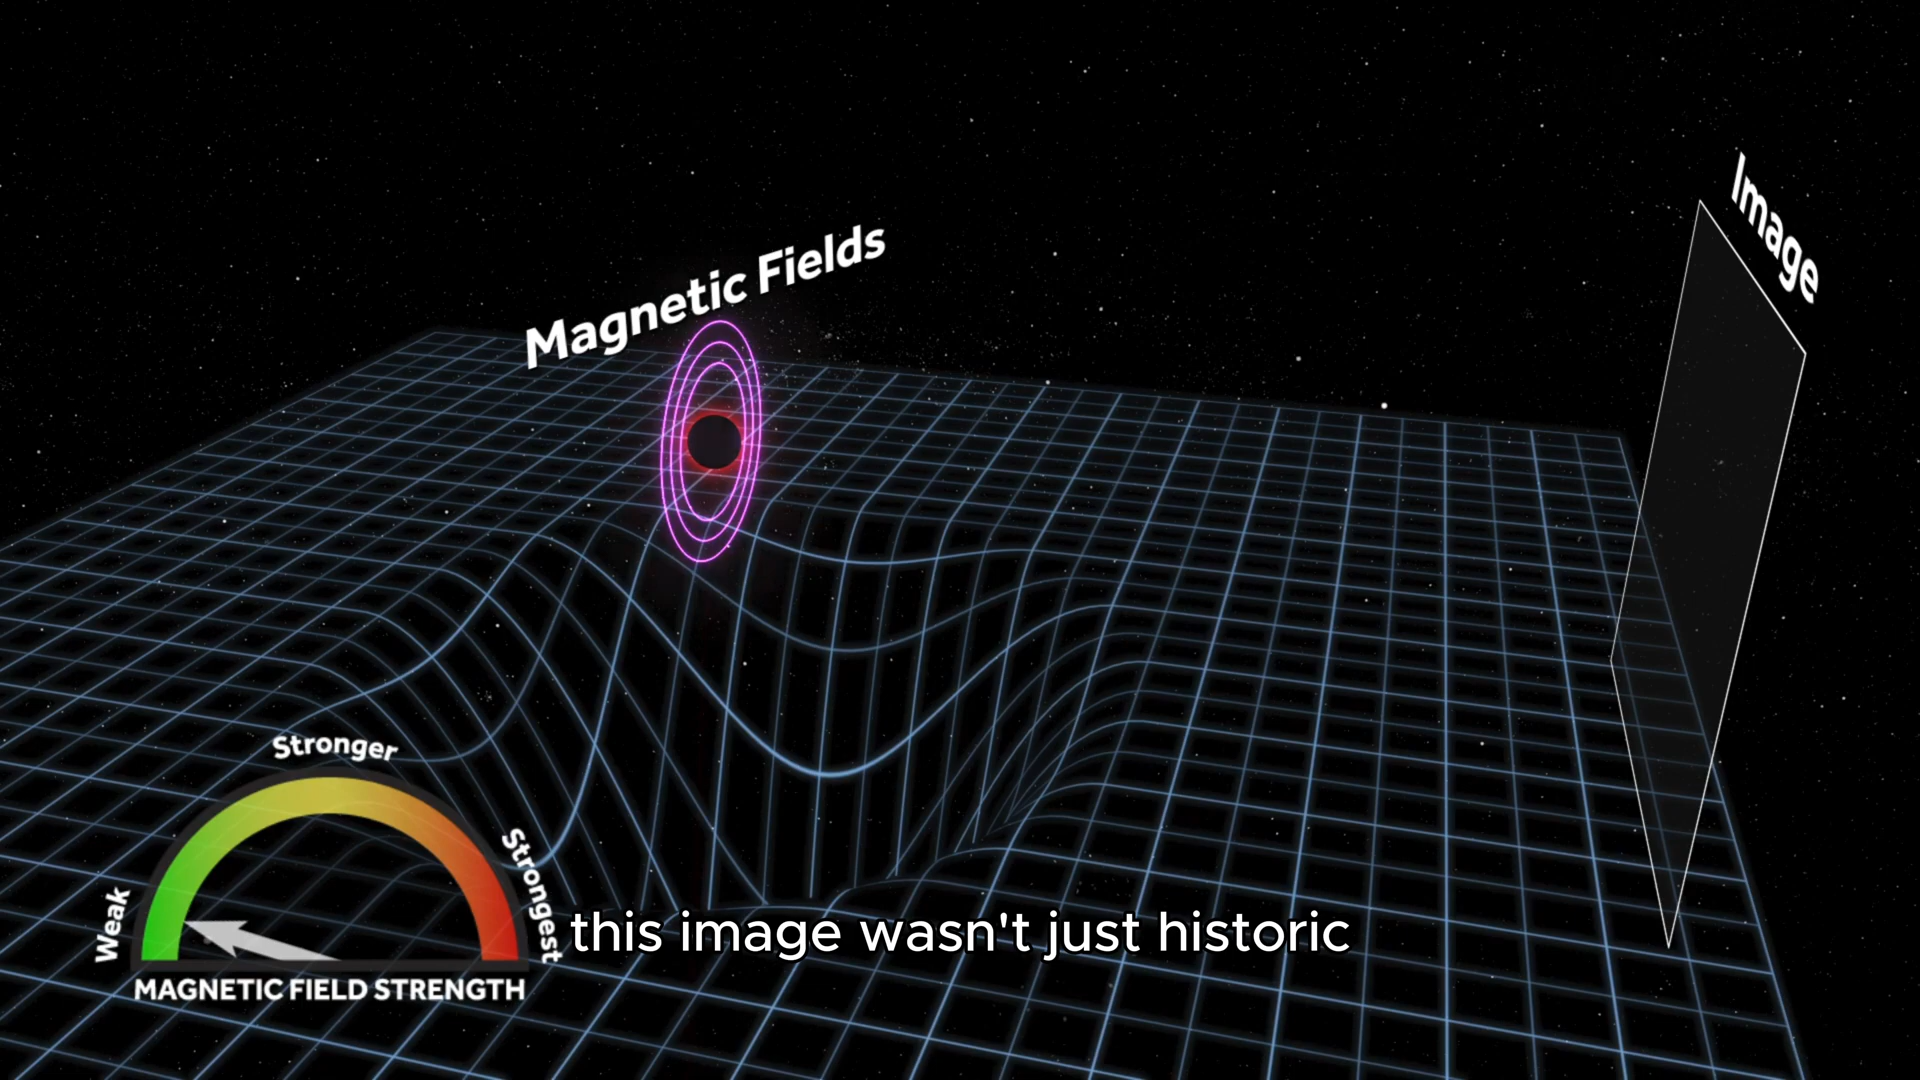 Image
Magnetic Fields
Stronger
Weak
Strongest
this image wasn't just historic
MAGNETIC FIELD STRENGTH